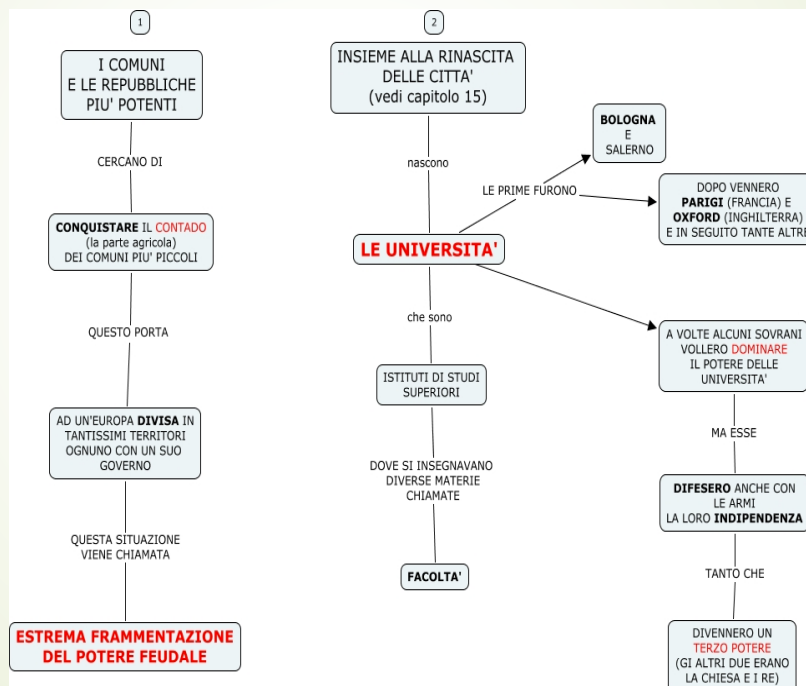 1
I COMUNI
E LE REPUBBLICHE
PIU' POTENTI
CERCANO DI
CONQUISTARE IL CONTADO
(la parte agricola)
DEI COMUNI PIU' PICCOLI
QUESTO PORTA
AD UN'EUROPA DIVISA IN
TANTISSIMI TERRITORI
OGNUNO CON UN SUO
GOVERNO
QUESTA SITUAZIONE
VIENE CHIAMATA
ESTREMA FRAMMENTAZIONE
DEL POTERE FEUDALE
2
INSIEME ALLA RINASCITA
DELLE CITTA'
(vedi capitolo 15)
nascono
LE UNIVERSITA'
LE PRIME FURONO
BOLOGNA
E
SALERNO
DOPO VENNERO
PARIGI (FRANCIA) E
OXFORD (INGHILTERRA)
E IN SEGUITO TANTE ALTRE
che sono
ISTITUTI DI STUDI
SUPERIORI
DOVE SI INSEGNAVANO
DIVERSE MATERIE
CHIAMATE
FACOLTA'
A VOLTE ALCUNI SOVRANI
VOLLERO DOMINARE
IL POTERE DELLE
UNIVERSITA'
MA ESSE
DIFESERO ANCHE CON
LE ARMI
LA LORO INDIPENDENZA
TANTO CHE
DIVENNERO UN
TERZO POTERE
(GI ALTRI DUE ERANO
LA CHIESA E I RE)